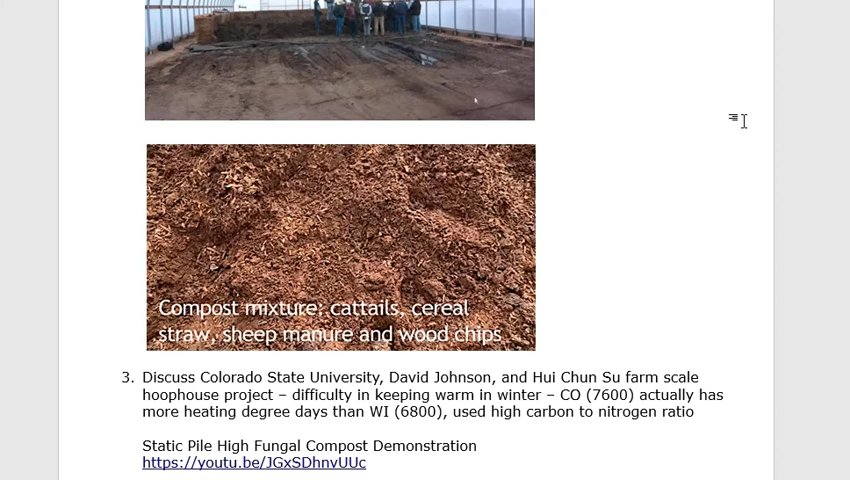 Compost mixture: cattails, cereal
straw, sheep manure and wood chips
3. Discuss Colorado State University, David Johnson, and Hui Chun Su farm scale
hoophouse project – difficulty in keeping warm in winter – CO (7600) actually has
more heating degree days than WI (6800), used high carbon to nitrogen ratio
Static Pile High Fungal Compost Demonstration
https://youtu.be/JGxSDhnvUUc